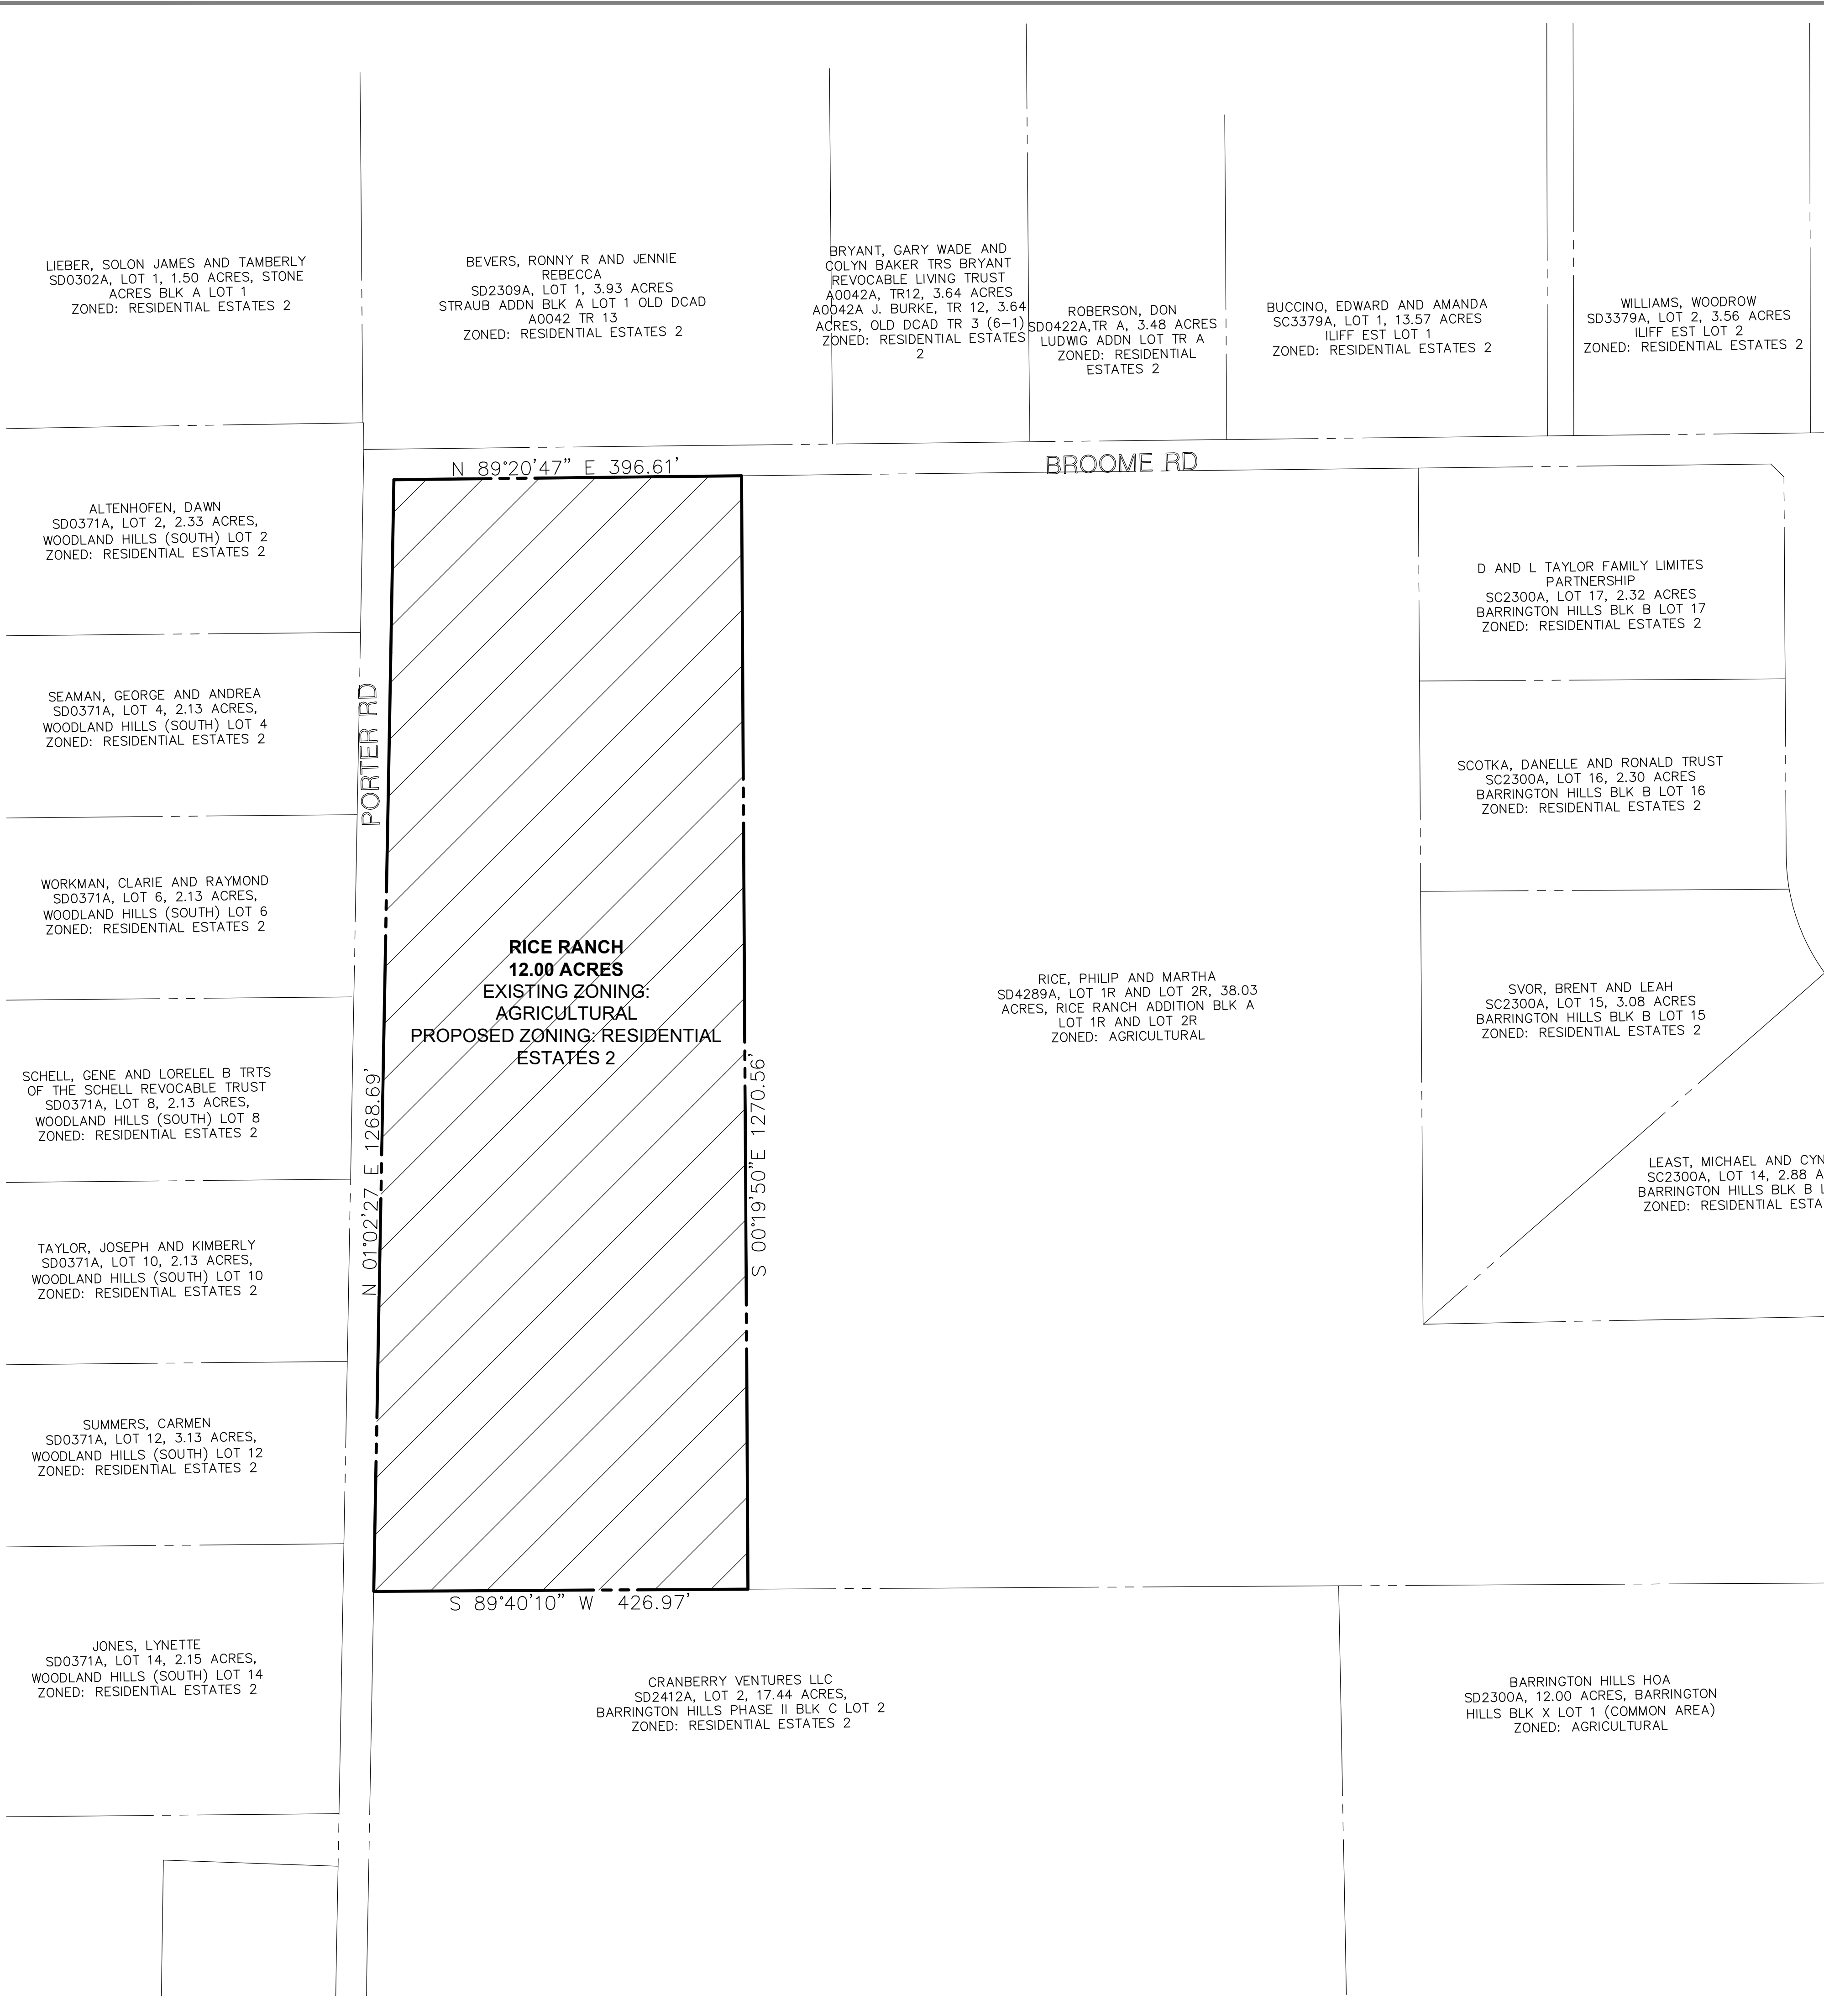 LIEBER, SOLON JAMES AND TAMBERLY
SD0302A, LOT 1, 1.50 ACRES, STONE
ACRES BLK A LOT 1
ZONED: RESIDENTIAL ESTATES 2
BEVERS, RONNY R AND JENNIE
REBECCA
SD2309A, LOT 1, 3.93 ACRES
STRAUB ADDN BLK A LOT 1 OLD DCAD
A0042 TR 13
ZONED: RESIDENTIAL ESTATES 2
BRYANT, GARY WADE AND
COLYN BAKER TRS BRYANT
REVOCABLE LIVING TRUST
A0042A, TR12, 3.64 ACRES
A0042A J. BURKE, TR 12, 3.64
ACRES, OLD DCAD TR 3 (6-1)
ZONED: RESIDENTIAL ESTATES
2
ROBERSON, DON
SD0422A,TR A, 3.48 ACRES
LUDWIG ADDN LOT TR A
ZONED: RESIDENTIAL
ESTATES 2
BUCCINO, EDWARD AND AMANDA
SC3379A, LOT 1, 13.57 ACRES
ILIFF EST LOT 1
ZONED: RESIDENTIAL ESTATES 2
WILLIAMS, WOODROW
SD3379A, LOT 2, 3.56 ACRES
ILIFF EST LOT 2
ZONED: RESIDENTIAL ESTATES 2
N 89°20'47" E 396.61'
BROOME RD
ALTENHOFEN, DAWN
SD0371A, LOT 2, 2.33 ACRES,
WOODLAND HILLS (SOUTH) LOT 2
ZONED: RESIDENTIAL ESTATES 2
SEAMAN, GEORGE AND ANDREA
SD0371A, LOT 4, 2.13 ACRES,
WOODLAND HILLS (SOUTH) LOT 4
ZONED: RESIDENTIAL ESTATES 2
PORTER RD
WORKMAN, CLARIE AND RAYMOND
SD0371A, LOT 6, 2.13 ACRES,
WOODLAND HILLS (SOUTH) LOT 6
ZONED: RESIDENTIAL ESTATES 2
SCHELL, GENE AND LORELEL B TRTS
OF THE SCHELL REVOCABLE TRUST
SD0371A, LOT 8, 2.13 ACRES,
WOODLAND HILLS (SOUTH) LOT 8
ZONED: RESIDENTIAL ESTATES 2
TAYLOR, JOSEPH AND KIMBERLY
SD0371A, LOT 10, 2.13 ACRES,
WOODLAND HILLS (SOUTH) LOT 10
ZONED: RESIDENTIAL ESTATES 2
SUMMERS, CARMEN
SD0371A, LOT 12, 3.13 ACRES,
WOODLAND HILLS (SOUTH) LOT 12
ZONED: RESIDENTIAL ESTATES 2
JONES, LYNETTE
SD0371A, LOT 14, 2.15 ACRES,
WOODLAND HILLS (SOUTH) LOT 14
ZONED: RESIDENTIAL ESTATES 2
N 01°02'27 E 1268.69'
RICE RANCH
12.00 ACRES
EXISTING ZONING:
AGRICULTURAL
PROPOSED ZONING: RESIDENTIAL
ESTATES 2
S 00°19'50"E 1270.56'
S 89°40'10" W 426.97'
RICE, PHILIP AND MARTHA
SD4289A, LOT 1R AND LOT 2R, 38.03
ACRES, RICE RANCH ADDITION BLK A
LOT 1R AND LOT 2R
ZONED: AGRICULTURAL
D AND L TAYLOR FAMILY LIMITES
PARTNERSHIP
SC2300A, LOT 17, 2.32 ACRES
BARRINGTON HILLS BLK B LOT 17
ZONED: RESIDENTIAL ESTATES 2
SCOTKA, DANELLE AND RONALD TRUST
SC2300A, LOT 16, 2.30 ACRES
BARRINGTON HILLS BLK B LOT 16
ZONED: RESIDENTIAL ESTATES 2
SVOR, BRENT AND LEAH
SC2300A, LOT 15, 3.08 ACRES
BARRINGTON HILLS BLK B LOT 15
ZONED: RESIDENTIAL ESTATES 2
LEAST, MICHAEL AND CYN
SC2300A, LOT 14, 2.88 A
BARRINGTON HILLS BLK B L
ZONED: RESIDENTIAL ESTA
CRANBERRY VENTURES LLC
SD2412A, LOT 2, 17.44 ACRES,
BARRINGTON HILLS PHASE II BLK C LOT 2
ZONED: RESIDENTIAL ESTATES 2
BARRINGTON HILLS HOA
SD2300A, 12.00 ACRES, BARRINGTON
HILLS BLK X LOT 1 (COMMON AREA)
ZONED: AGRICULTURAL